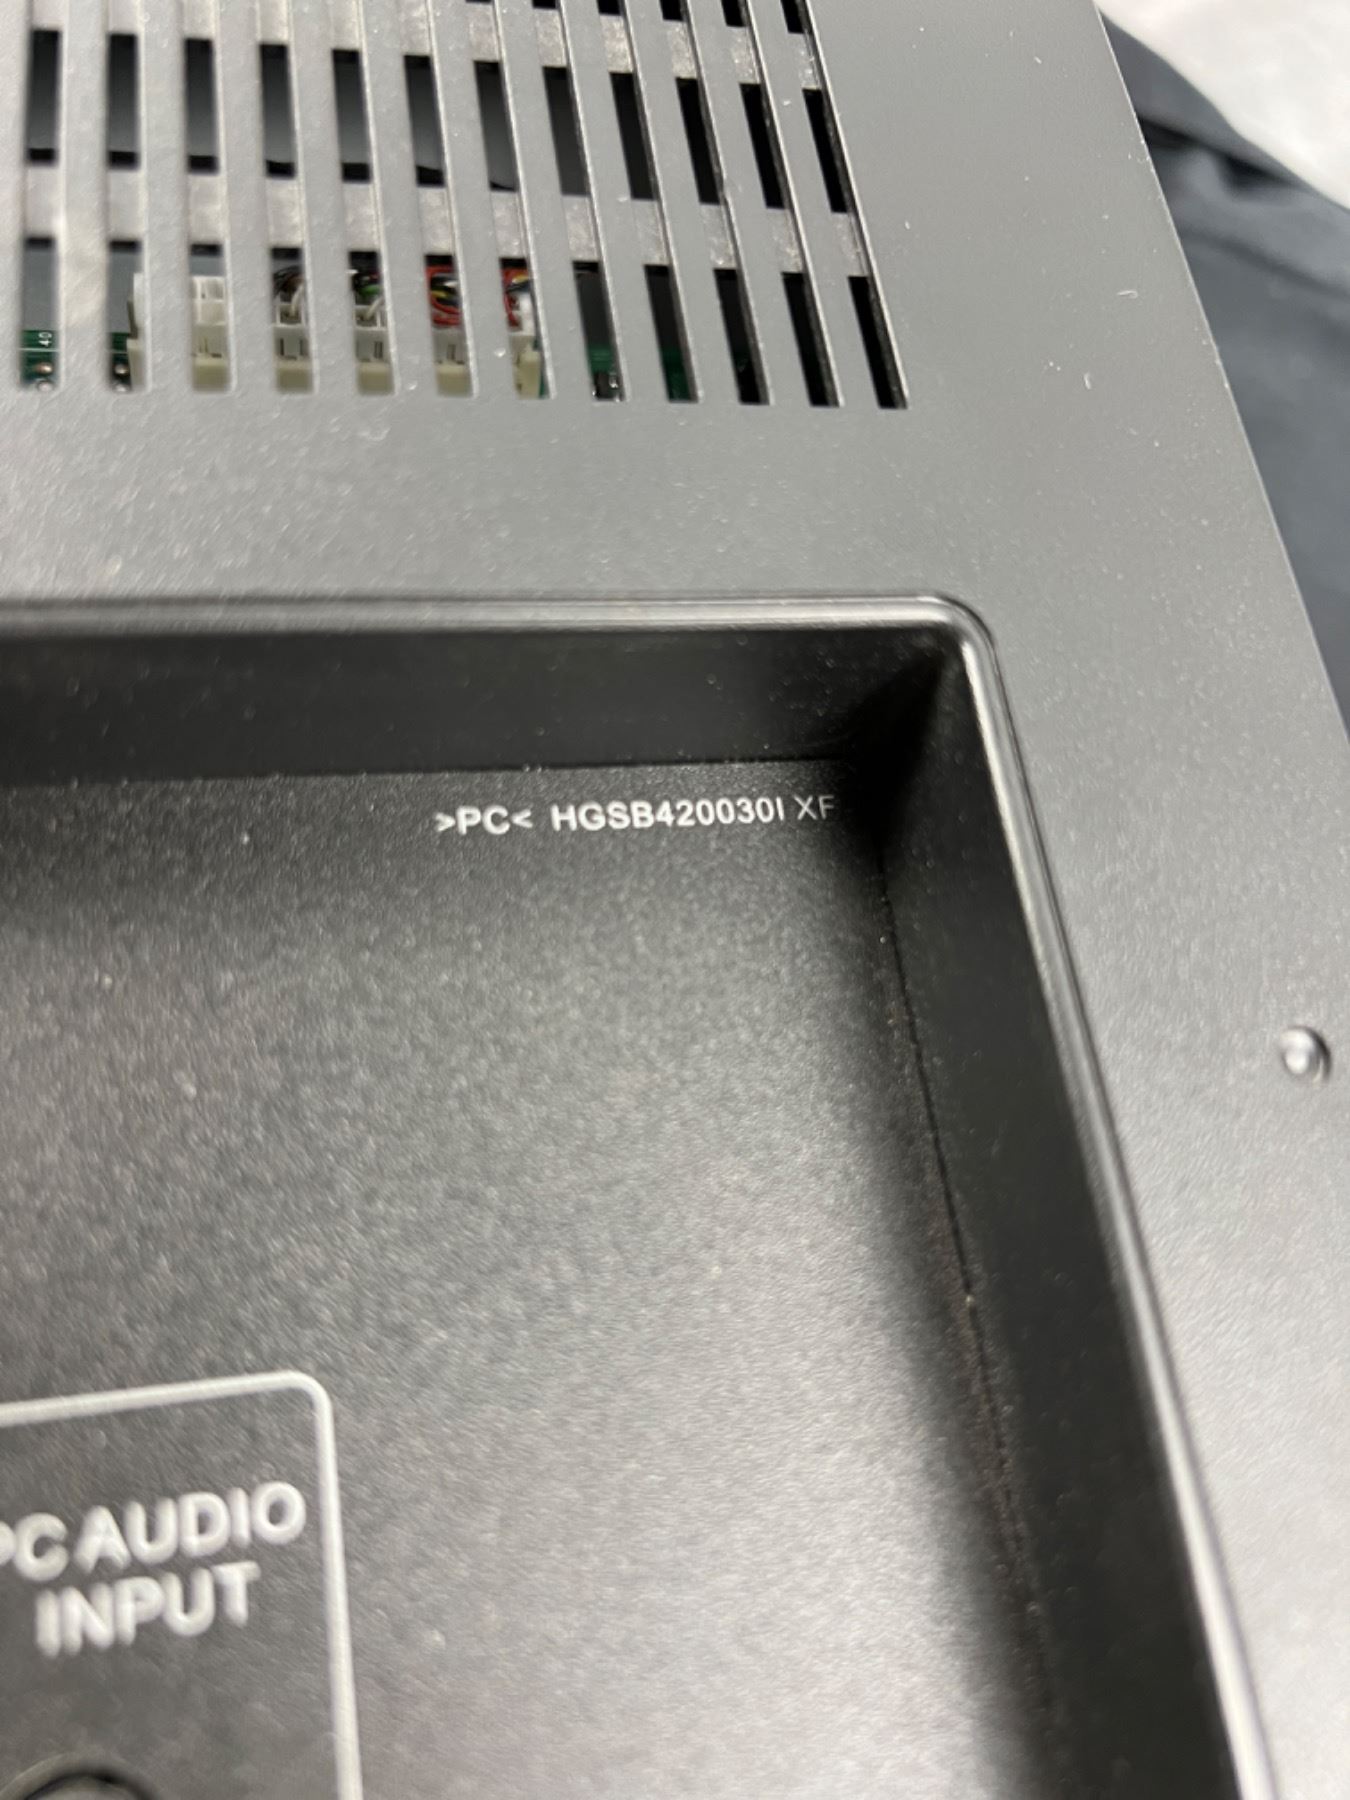 >PC< HGSB420030I XF
PC AUDIO
INPUT